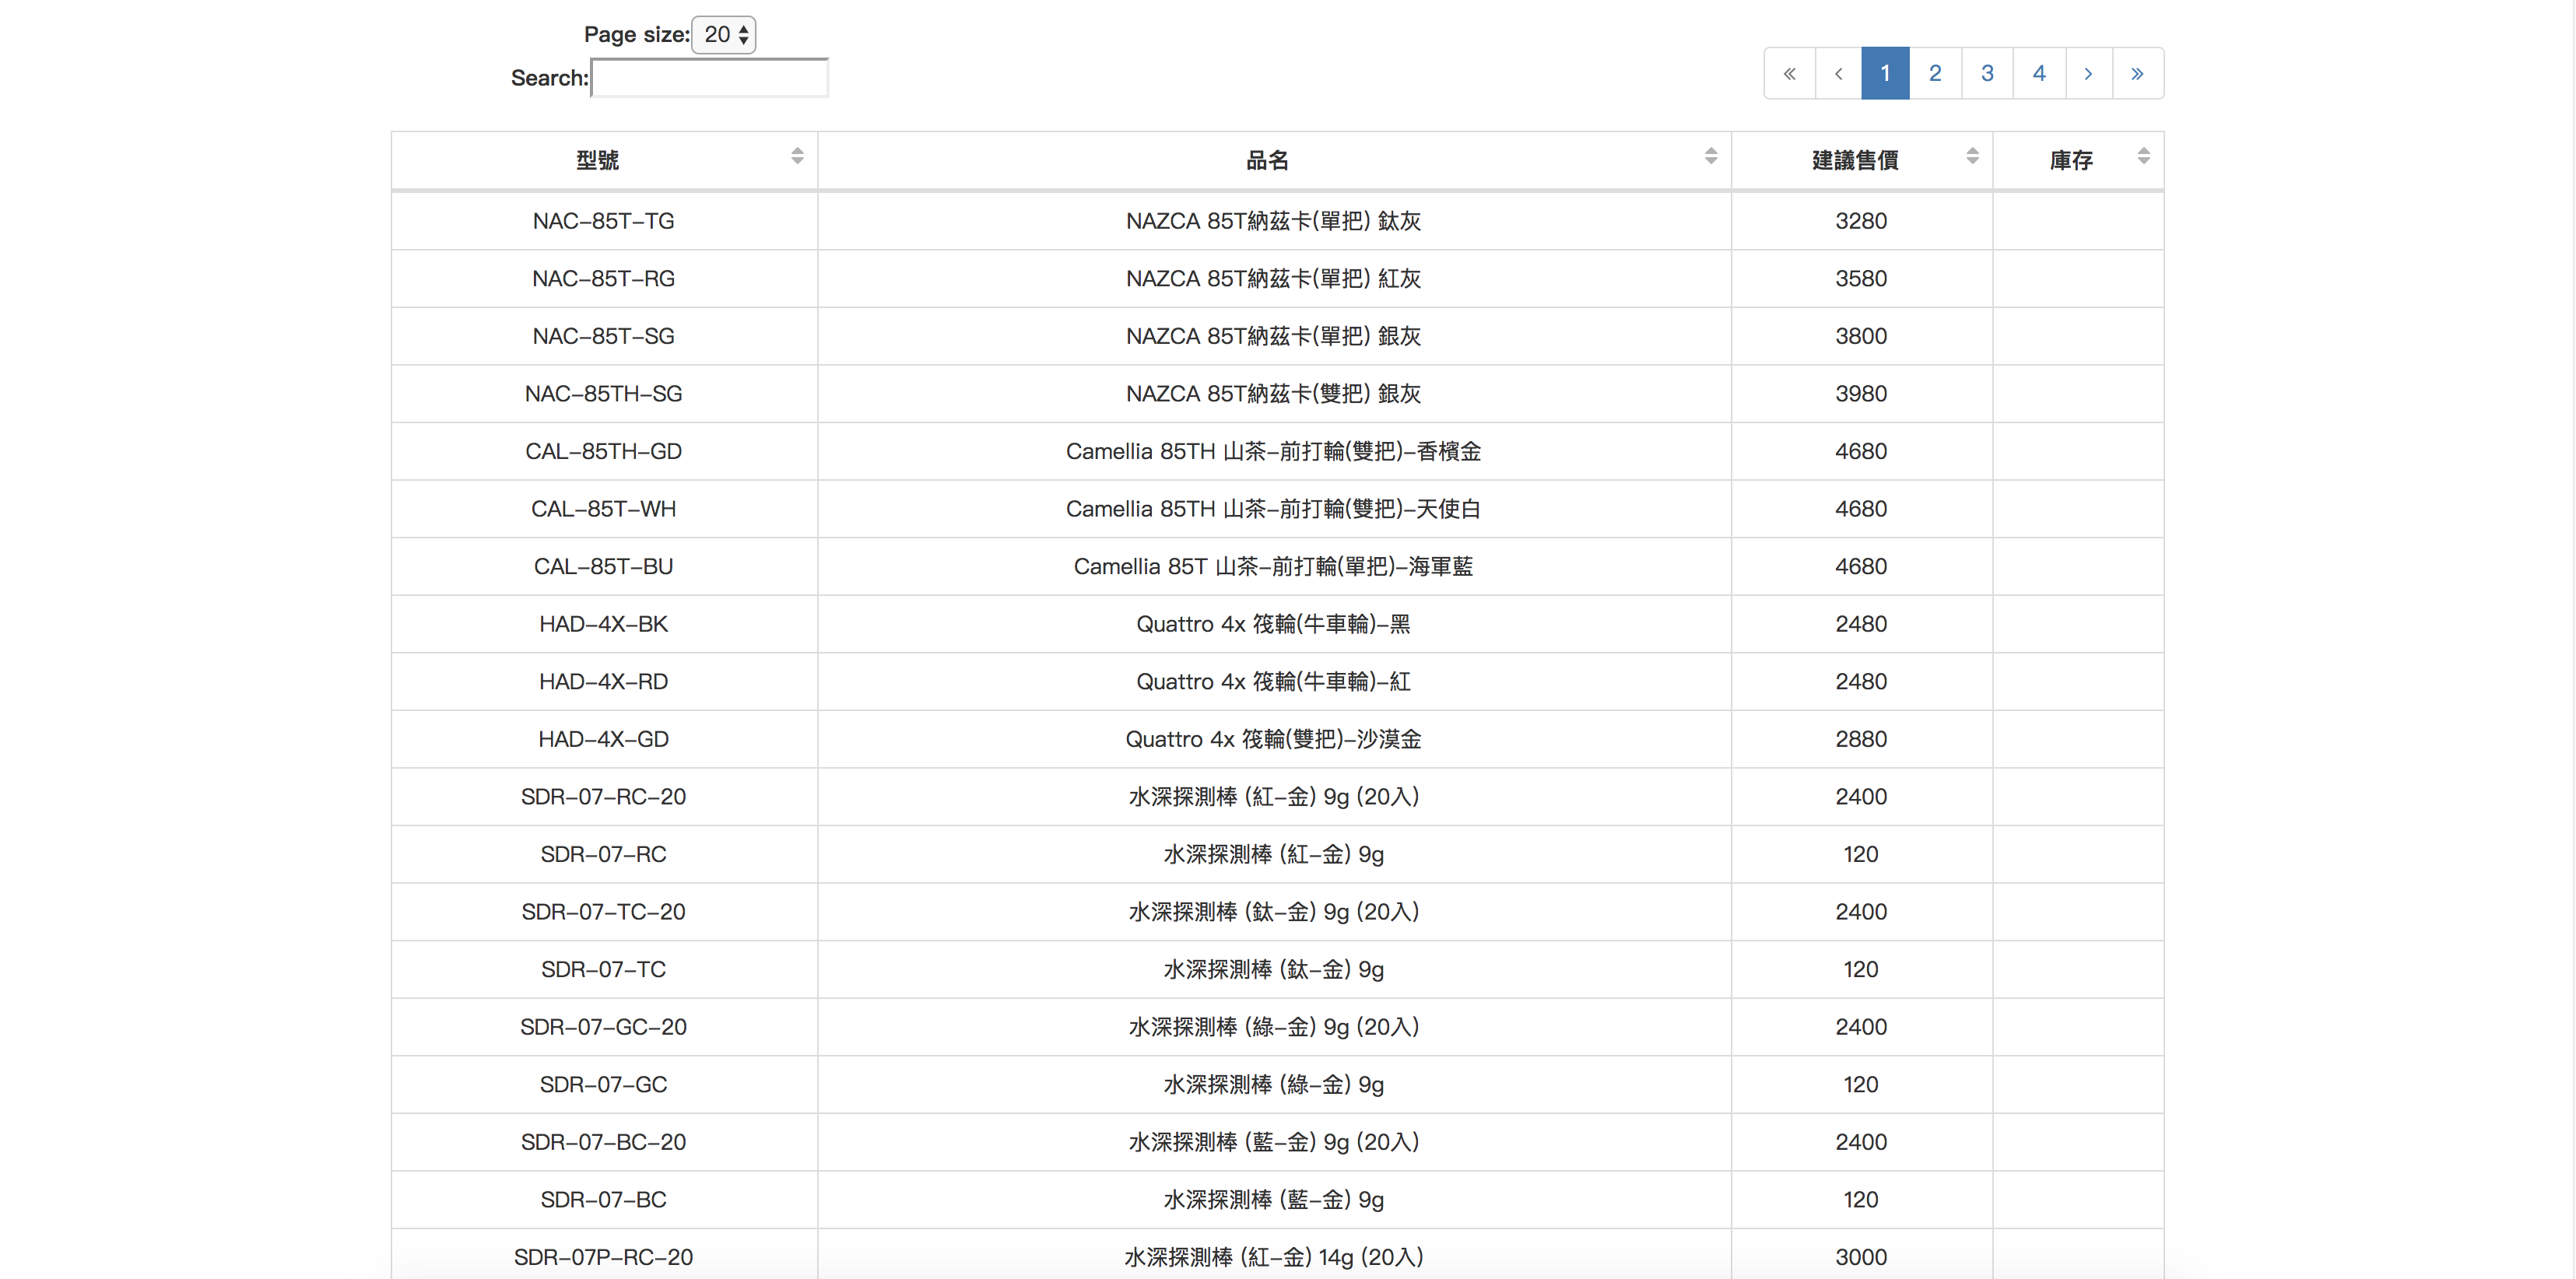 Page size: 20
Search:
« ‹ 1 2 3 4 › »
型號 品名 建議售價 庫存
NAC-85T-TG NAZCA 85T納茲卡(單把) 鈦灰 3280
NAC-85T-RG NAZCA 85T納茲卡(單把) 紅灰 3580
NAC-85T-SG NAZCA 85T納茲卡(單把) 銀灰 3800
NAC-85TH-SG NAZCA 85T納茲卡(雙把) 銀灰 3980
CAL-85TH-GD Camellia 85TH 山茶-前打輪(雙把)-香檳金 4680
CAL-85T-WH Camellia 85TH 山茶-前打輪(雙把)-天使白 4680
CAL-85T-BU Camellia 85T 山茶-前打輪(單把)-海軍藍 4680
HAD-4X-BK Quattro 4x 筏輪(牛車輪)-黑 2480
HAD-4X-RD Quattro 4x 筏輪(牛車輪)-紅 2480
HAD-4X-GD Quattro 4x 筏輪(雙把)-沙漠金 2880
SDR-07-RC-20 水深探測棒 (紅-金) 9g (20入) 2400
SDR-07-RC 水深探測棒 (紅-金) 9g 120
SDR-07-TC-20 水深探測棒 (鈦-金) 9g (20入) 2400
SDR-07-TC 水深探測棒 (鈦-金) 9g 120
SDR-07-GC-20 水深探測棒 (綠-金) 9g (20入) 2400
SDR-07-GC 水深探測棒 (綠-金) 9g 120
SDR-07-BC-20 水深探測棒 (藍-金) 9g (20入) 2400
SDR-07-BC 水深探測棒 (藍-金) 9g 120
SDR-07P-RC-20 水深探測棒 (紅-金) 14g (20入) 3000